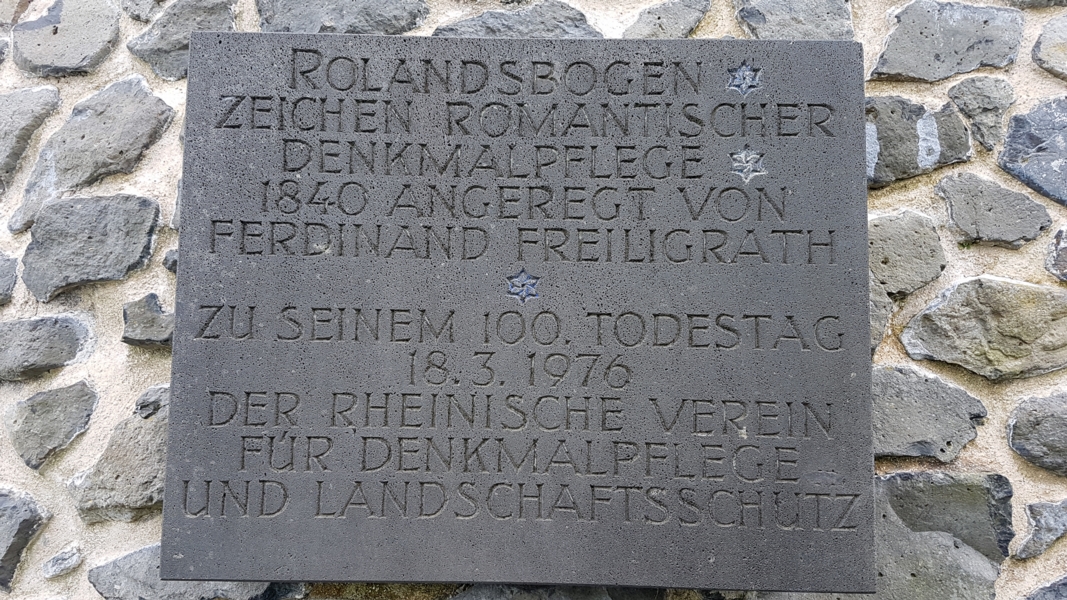 ROLANDSBOGEN
ZEICHEN ROMANTISCHER
DENKMALPFLEGE
1840 ANGEREGT VON
FERDINAND FREILIGRATH
ZU SEINEM 100. TODESTAG
18. 3. 1976
DER RHEINISCHE VEREIN
FÜR DENKMALPFLEGE
UND LANDSCHAFTSSCHUTZ